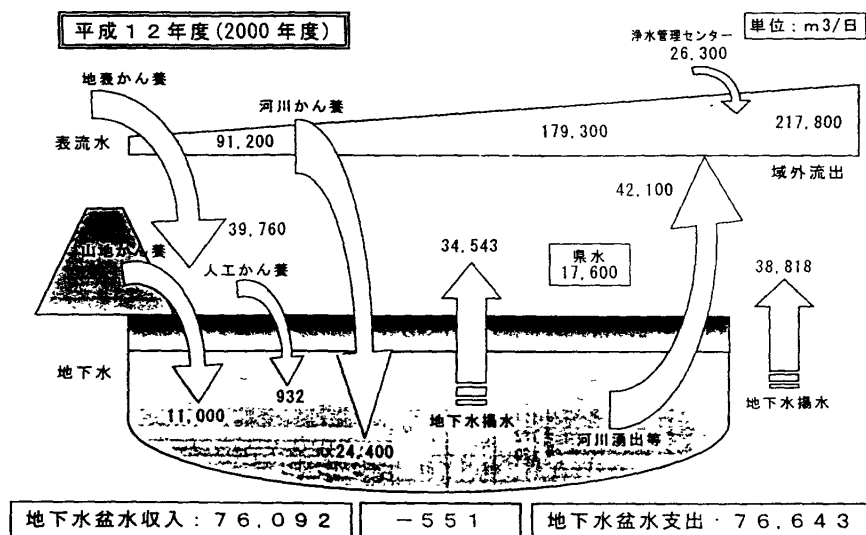 平成12年度(2000年度)
浄水管理センター
26,300
単位:m3/日
地表かん養
河川かん養
表流水
91,200
179,300
217,800
域外流出
42,100
39,760
34,543
県水
17,600
38,818
山地かん養
人工かん養
地下水
11,000
932
24,400
地下水揚水
河川湧出等
地下水揚水
地下水盆水収入:76,092
-551
地下水盆水支出・76,643